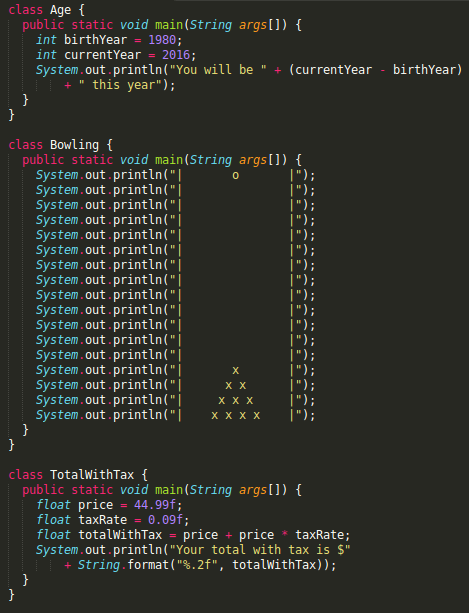 class Age {
  public static void main(String args[]) {
    int birthYear = 1980;
    int currentYear = 2016;
    System.out.println("You will be " + (currentYear - birthYear)
        + " this year");
  }
}

class Bowling {
  public static void main(String args[]) {
    System.out.println("|       o       |");
    System.out.println("|               |");
    System.out.println("|               |");
    System.out.println("|               |");
    System.out.println("|               |");
    System.out.println("|               |");
    System.out.println("|               |");
    System.out.println("|               |");
    System.out.println("|               |");
    System.out.println("|               |");
    System.out.println("|               |");
    System.out.println("|               |");
    System.out.println("|               |");
    System.out.println("|       x       |");
    System.out.println("|      x x      |");
    System.out.println("|     x x x     |");
    System.out.println("|    x x x x    |");
  }
}

class TotalWithTax {
  public static void main(String args[]) {
    float price = 44.99f;
    float taxRate = 0.09f;
    float totalWithTax = price + price * taxRate;
    System.out.println("Your total with tax is $"
        + String.format("%.2f", totalWithTax));
  }
}